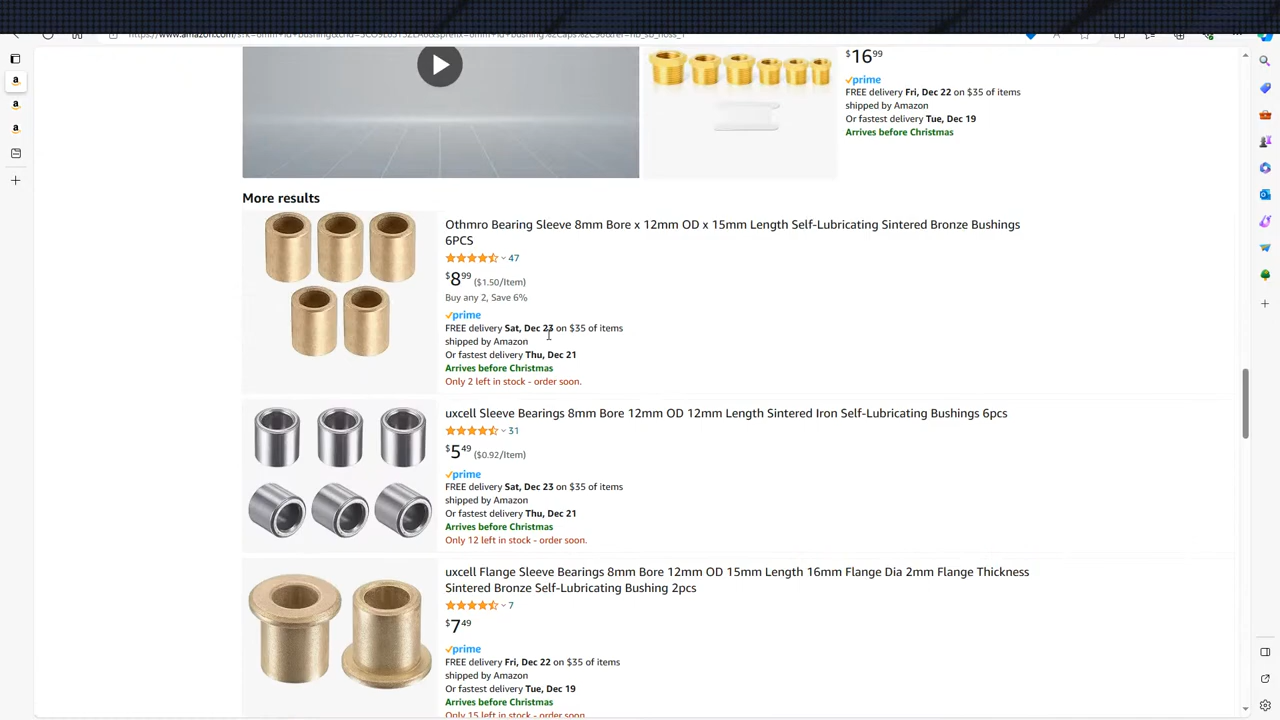 $16.99
prime
FREE delivery Fri, Dec 22 on $35 of items
shipped by Amazon
Or fastest delivery Tue, Dec 19
Arrives before Christmas
More results
Othmro Bearing Sleeve 8mm Bore x 12mm OD x 15mm Length Self-Lubricating Sintered Bronze Bushings
6PCS
47
$8.99 ($1.50/Item)
Buy any 2, Save 6%
prime
FREE delivery Sat, Dec 23 on $35 of items
shipped by Amazon
Or fastest delivery Thu, Dec 21
Arrives before Christmas
Only 2 left in stock - order soon.
uxcell Sleeve Bearings 8mm Bore 12mm OD 12mm Length Sintered Iron Self-Lubricating Bushings 6pcs
31
$5.49 ($0.92/Item)
prime
FREE delivery Sat, Dec 23 on $35 of items
shipped by Amazon
Or fastest delivery Thu, Dec 21
Arrives before Christmas
Only 12 left in stock - order soon.
uxcell Flange Sleeve Bearings 8mm Bore 12mm OD 15mm Length 16mm Flange Dia 2mm Flange Thickness
Sintered Bronze Self-Lubricating Bushing 2pcs
7
$7.49
prime
FREE delivery Fri, Dec 22 on $35 of items
shipped by Amazon
Or fastest delivery Tue, Dec 19
Arrives before Christmas
Only 15 left in stock - order soon.